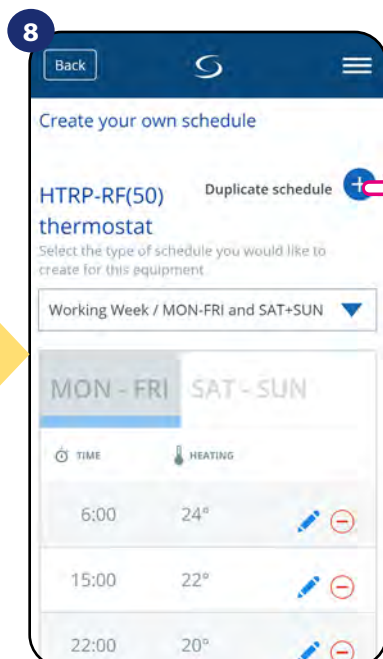 8
Back
Create your own schedule
Duplicate schedule
HTRP-RF(50)
thermostat
Select the type of schedule you would like to
create for this equipment
Working Week / MON-FRI and SAT+SUN
MON - FRI SAT - SUN
TIME HEATING
6:00 24°
15:00 22°
22:00 20°